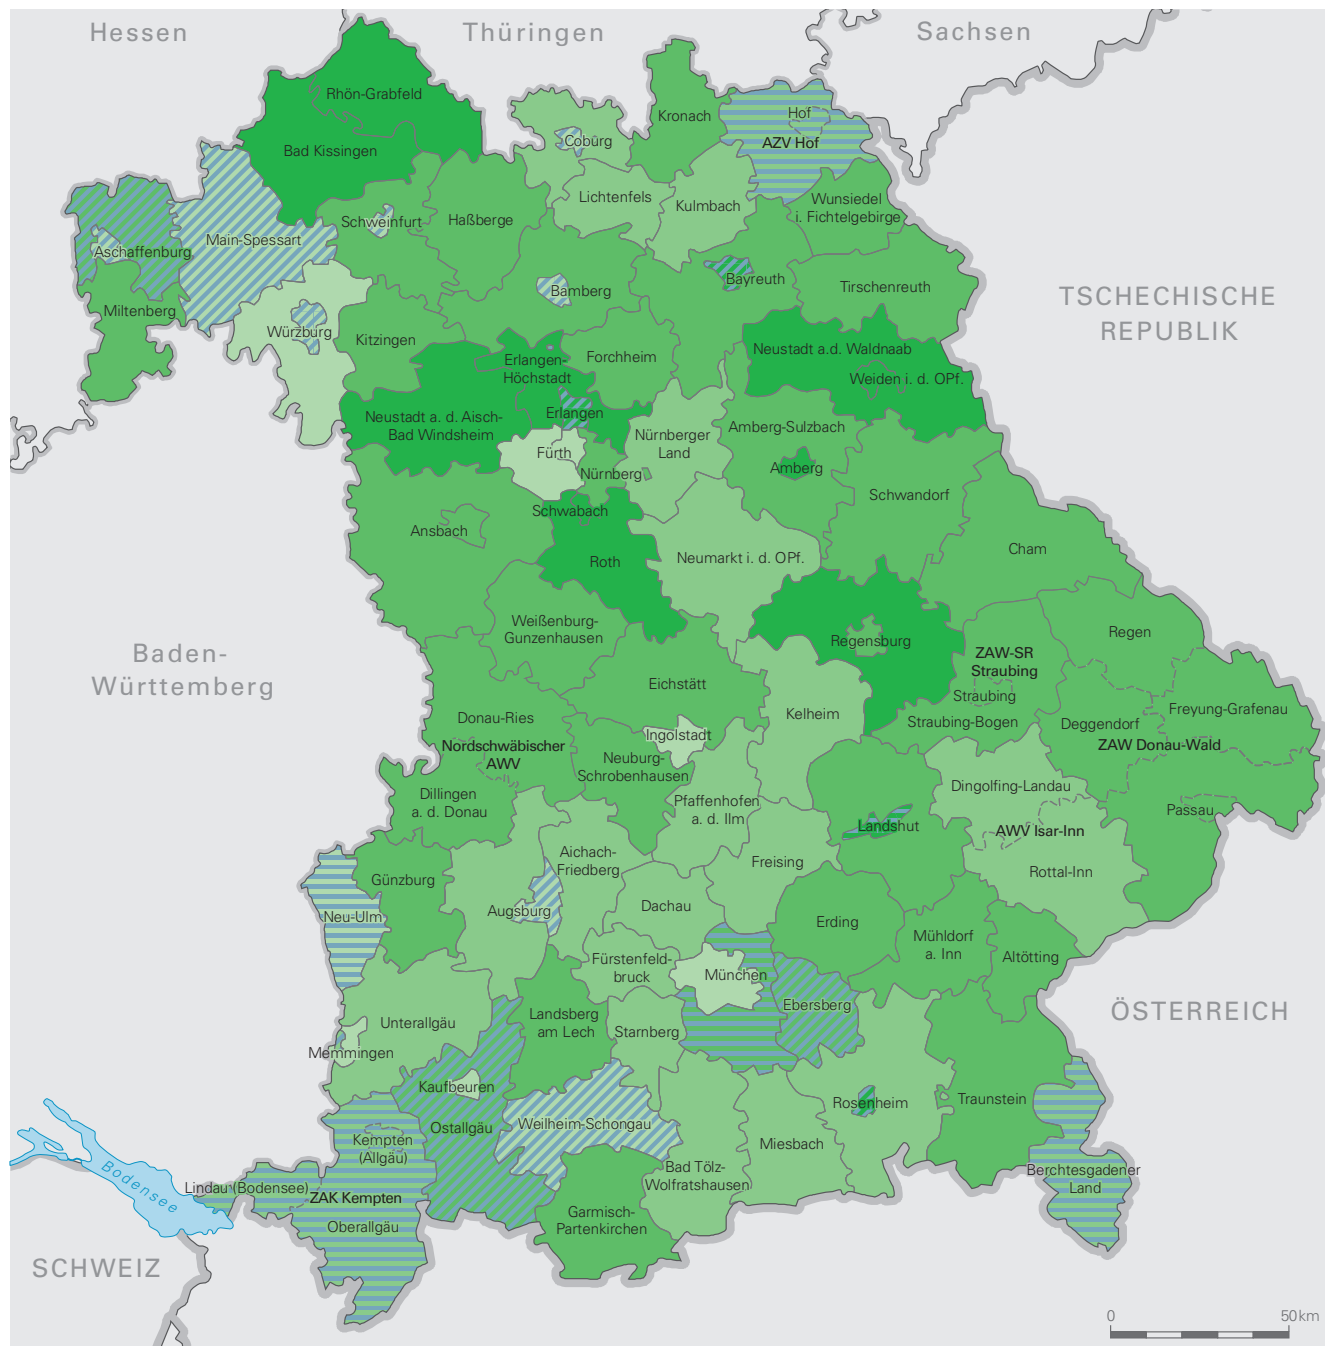 Hessen
Thüringen
Sachsen
Rhön-Grabfeld
Kronach
Hof
AZV Hof
Coburg
Bad Kissingen
Lichtenfels
Kulmbach
Wunsiedel
i. Fichtelgebirge
Schweinfurt
Haßberge
Main-Spessart
Aschaffenburg
Bayreuth
Tirschenreuth
Bamberg
TSCHECHISCHE
REPUBLIK
Miltenberg
Würzburg
Kitzingen
Neustadt a.d. Waldnaab
Forchheim
Erlangen-
Höchstadt
Weiden i. d. OPf.
Erlangen
Neustadt a. d. Aisch-
Bad Windsheim
Amberg-Sulzbach
Nürnberger
Land
Fürth
Amberg
Nürnberg
Schwandorf
Schwabach
Ansbach
Cham
Roth
Neumarkt i. d. OPf.
Weißenburg-
Gunzenhausen
Regen
Regensburg
Baden-
Württemberg
ZAW-SR
Straubing
Eichstätt
Straubing
Freyung-Grafenau
Kelheim
Donau-Ries
Straubing-Bogen
Deggendorf
Ingolstadt
Nordschwäbischer
AWV
ZAW Donau-Wald
Neuburg-
Schrobenhausen
Dingolfing-Landau
Dillingen
a. d. Donau
Pfaffenhofen
a. d. Ilm
Passau
Landshut
AWV Isar-Inn
Aichach-
Friedberg
Freising
Rottal-Inn
Günzburg
Dachau
Augsburg
Neu-Ulm
Erding
Mühldorf
a. Inn
Altötting
Fürstenfeld-
bruck
München
Ebersberg
ÖSTERREICH
Landsberg
am Lech
Unterallgäu
Starnberg
Memmingen
Kaufbeuren
Rosenheim
Traunstein
Ostallgäu
Weilheim-Schongau
Kempten
(Allgäu)
Miesbach
Bad Tölz-
Wolfratshausen
Berchtesgadener
Land
Bodensee
Lindau (Bodensee)
ZAK Kempten
Oberallgäu
Garmisch-
Partenkirchen
SCHWEIZ
0 50km